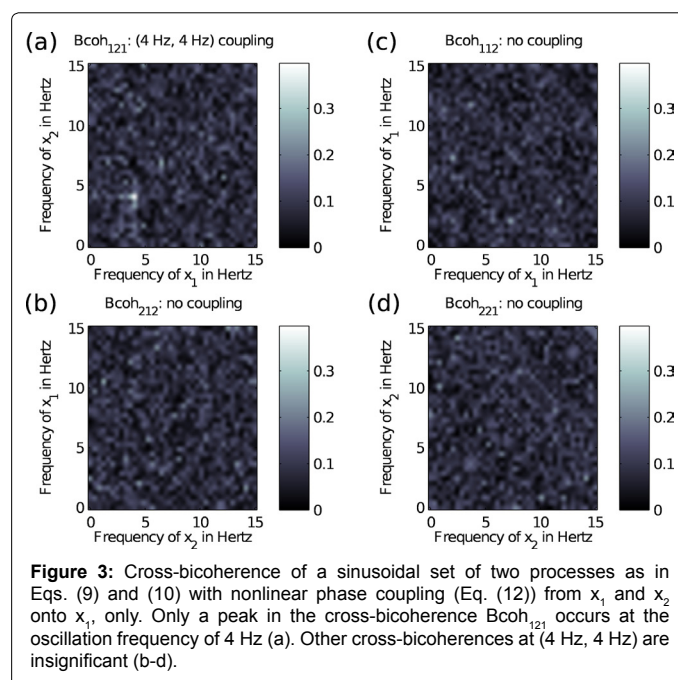 (a) Bcoh₁₂₁: (4 Hz, 4 Hz) coupling
15
10
5
0
Frequency of x₂ in Hertz
5 10 15
Frequency of x₁ in Hertz
0.3
0.2
0.1
0
(c) Bcoh₁₁₂: no coupling
15
10
5
0
Frequency of x₁ in Hertz
0 5 10 15
Frequency of x₁ in Hertz
0.3
0.2
0.1
0
(b) Bcoh₂₁₂: no coupling
15
10
5
0
Frequency of x₁ in Hertz
0 5 10 15
Frequency of x₂ in Hertz
0.3
0.2
0.1
0
(d) Bcoh₂₂₁: no coupling
15
10
5
0
Frequency of x₂ in Hertz
0 5 10 15
Frequency of x₂ in Hertz
0.3
0.2
0.1
0
Figure 3: Cross-bicoherence of a sinusoidal set of two processes as in
Eqs. (9) and (10) with nonlinear phase coupling (Eq. (12)) from x₁ and x₂
onto x₁, only. Only a peak in the cross-bicoherence Bcoh₁₂₁ occurs at the
oscillation frequency of 4 Hz (a). Other cross-bicoherences at (4 Hz, 4 Hz) are
insignificant (b-d).